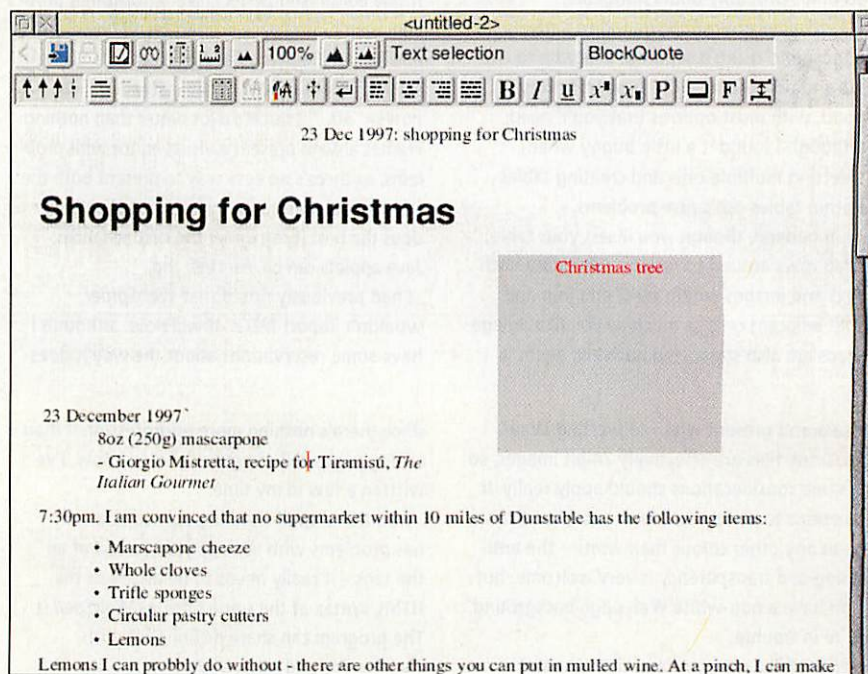 <untitled-2>
100% Text selection BlockQuote
B I u x² x₂ P F
23 Dec 1997: shopping for Christmas
Shopping for Christmas
Christmas tree
23 December 1997`
8oz (250g) mascarpone
- Giorgio Mistretta, recipe for Tiramisú, The
Italian Gourmet
7:30pm. I am convinced that no supermarket within 10 miles of Dunstable has the following items:
• Marscapone cheeze
• Whole cloves
• Trifle sponges
• Circular pastry cutters
• Lemons
Lemons I can probbly do without - there are other things you can put in mulled wine. At a pinch, I can make